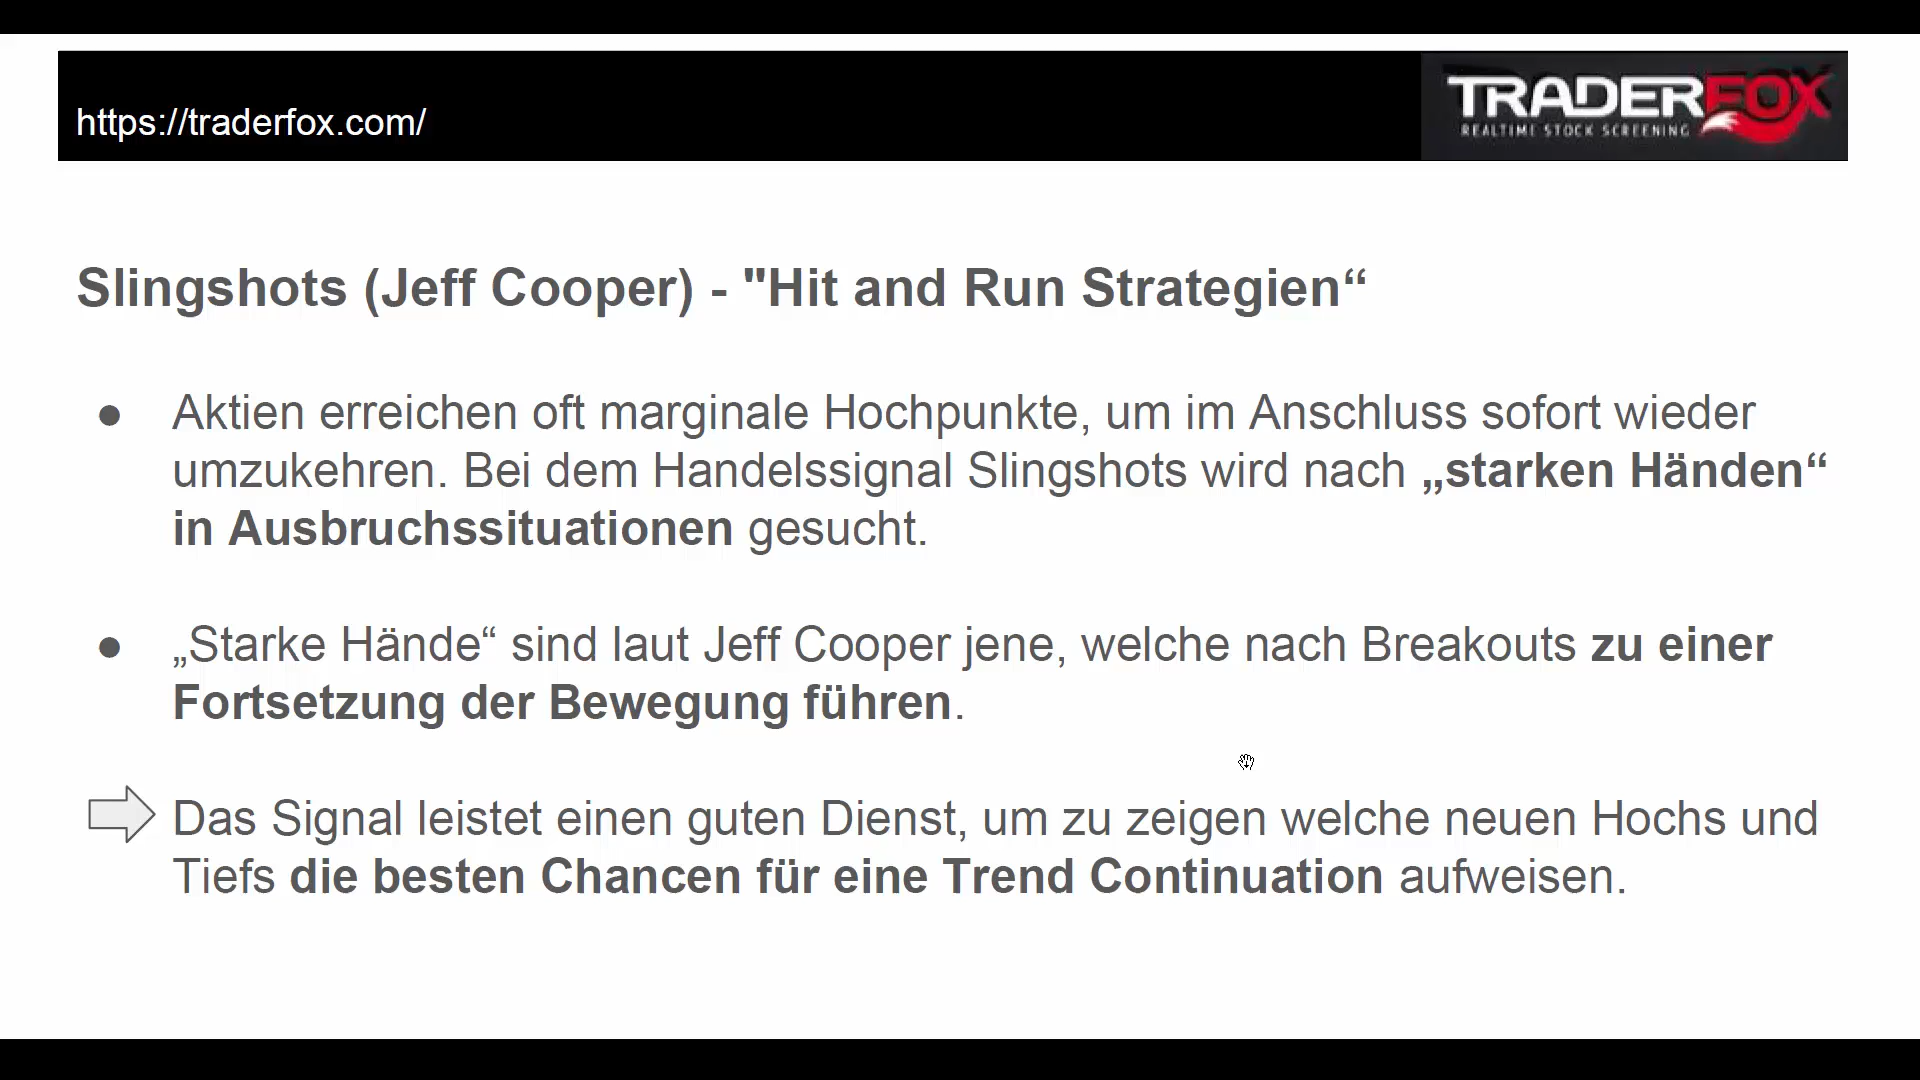 https://traderfox.com/
TRADERFOX
REALTIME STOCK SCREENING
Slingshots (Jeff Cooper) - "Hit and Run Strategien“
Aktien erreichen oft marginale Hochpunkte, um im Anschluss sofort wieder
umzukehren. Bei dem Handelssignal Slingshots wird nach „starken Händen“
in Ausbruchssituationen gesucht.
„Starke Hände“ sind laut Jeff Cooper jene, welche nach Breakouts zu einer
Fortsetzung der Bewegung führen.
Das Signal leistet einen guten Dienst, um zu zeigen welche neuen Hochs und
Tiefs die besten Chancen für eine Trend Continuation aufweisen.